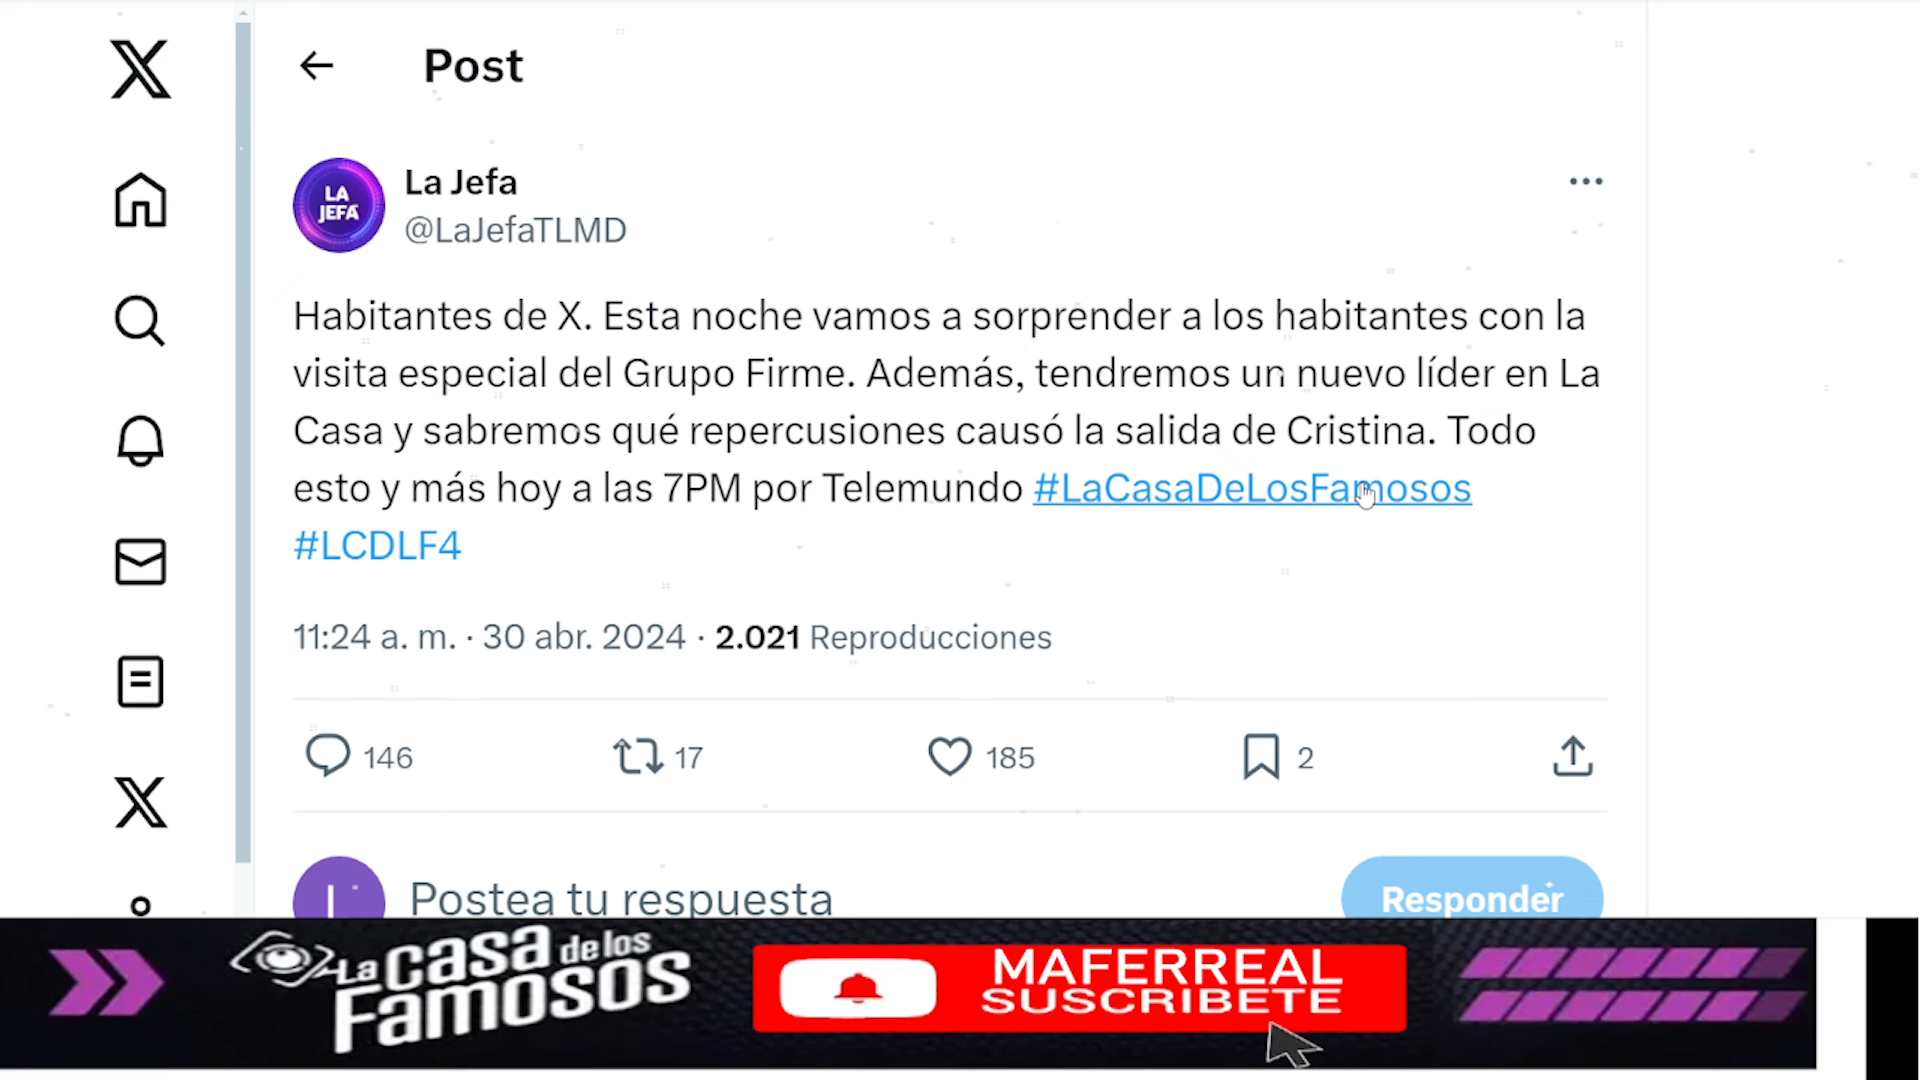 Post
LA
JEFA
La Jefa
@LaJefaTLMD
Habitantes de X. Esta noche vamos a sorprender a los habitantes con la
visita especial del Grupo Firme. Además, tendremos un nuevo líder en La
Casa y sabremos qué repercusiones causó la salida de Cristina. Todo
esto y más hoy a las 7PM por Telemundo #LaCasaDeLosFamosos
#LCDLF4
11:24 a. m. · 30 abr. 2024 · 2.021 Reproducciones
146 17 185 2
Postea tu respuesta
Responder
La casa de los
Famosos
MAFERREAL
SUSCRIBETE